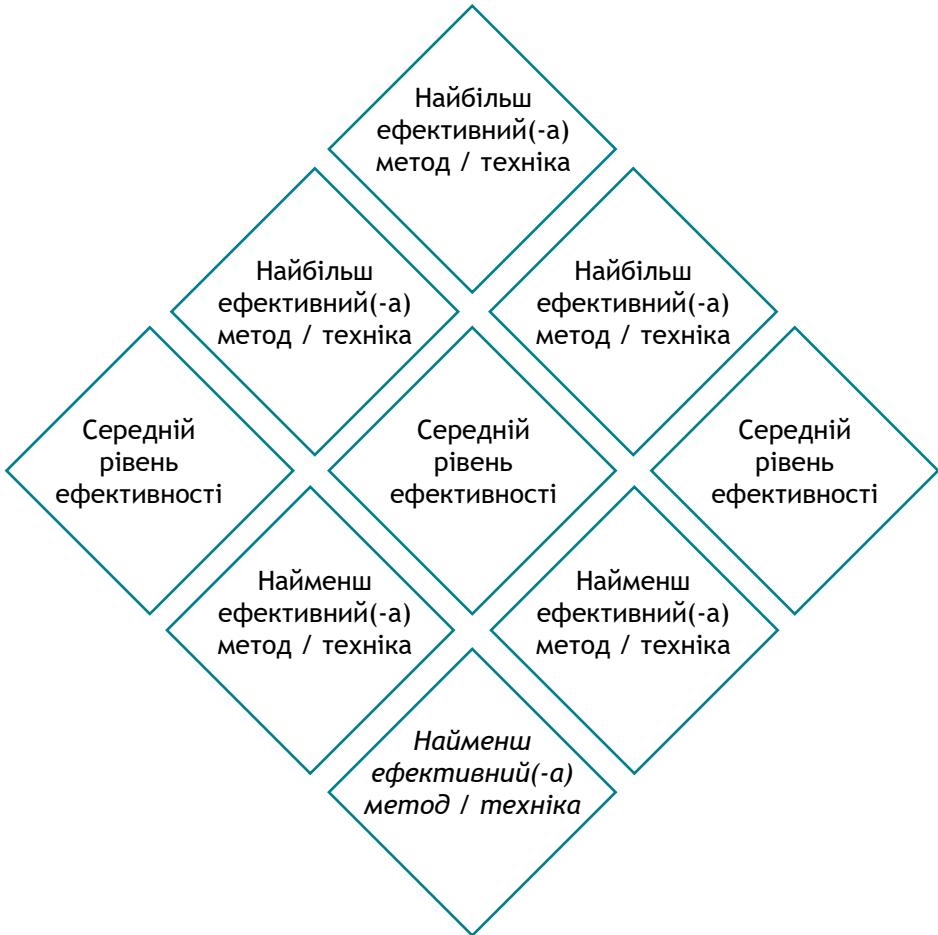 Найбільш
ефективний(-а)
метод / техніка
Найбільш
ефективний(-а)
метод / техніка
Найбільш
ефективний(-а)
метод / техніка
Середній
рівень
ефективності
Середній
рівень
ефективності
Середній
рівень
ефективності
Найменш
ефективний(-а)
метод / техніка
Найменш
ефективний(-а)
метод / техніка
Найменш
ефективний(-а)
метод / техніка